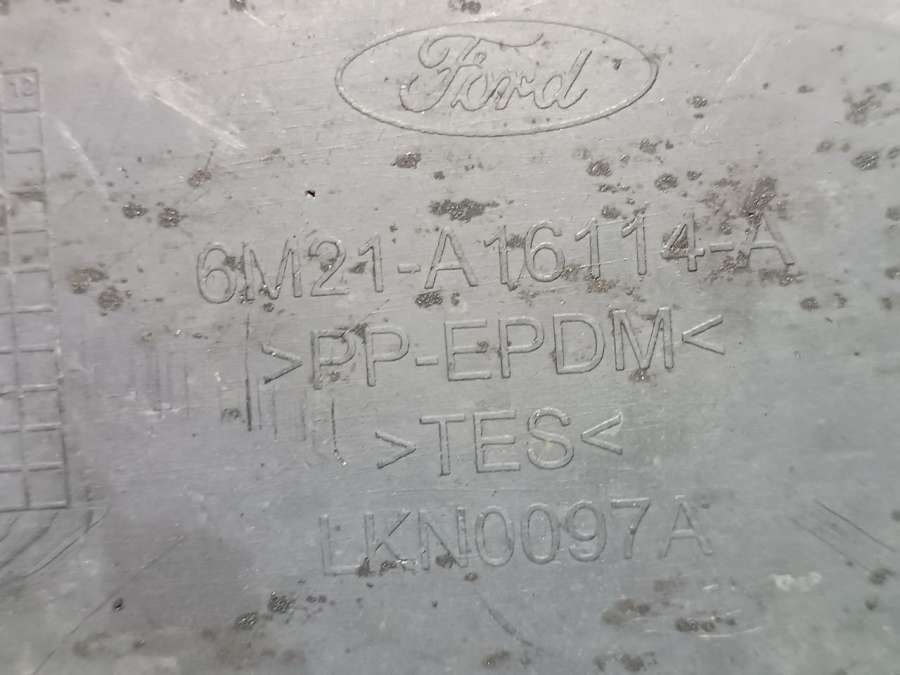 Ford
6M21-A16114-A
>PP-EPDM<
>TES<
LKN0097A